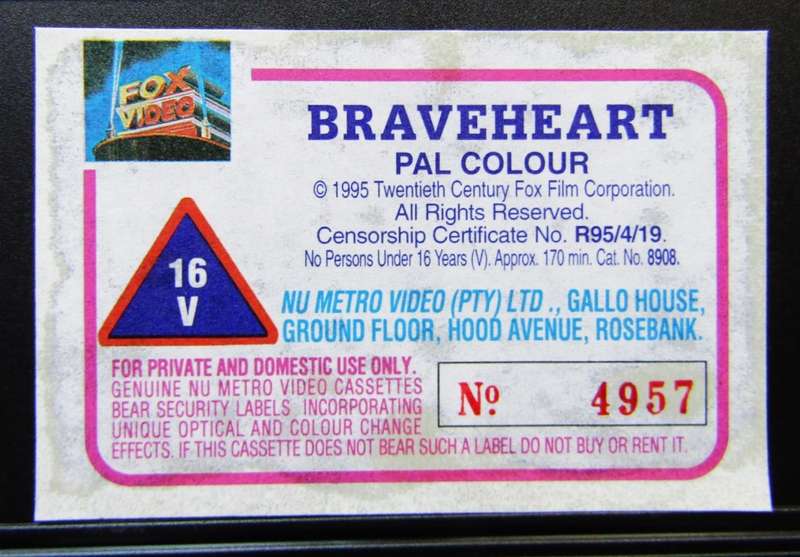 FOX
VIDEO
BRAVEHEART
PAL COLOUR
© 1995 Twentieth Century Fox Film Corporation.
All Rights Reserved.
Censorship Certificate No. R95/4/19.
No Persons Under 16 Years (V). Approx. 170 min. Cat. No. 8908.
16
V
NU METRO VIDEO (PTY) LTD ., GALLO HOUSE,
GROUND FLOOR, HOOD AVENUE, ROSEBANK.
FOR PRIVATE AND DOMESTIC USE ONLY.
GENUINE NU METRO VIDEO CASSETTES
BEAR SECURITY LABELS INCORPORATING
UNIQUE OPTICAL AND COLOUR CHANGE
EFFECTS. IF THIS CASSETTE DOES NOT BEAR SUCH A LABEL DO NOT BUY OR RENT IT.
Nº 4957